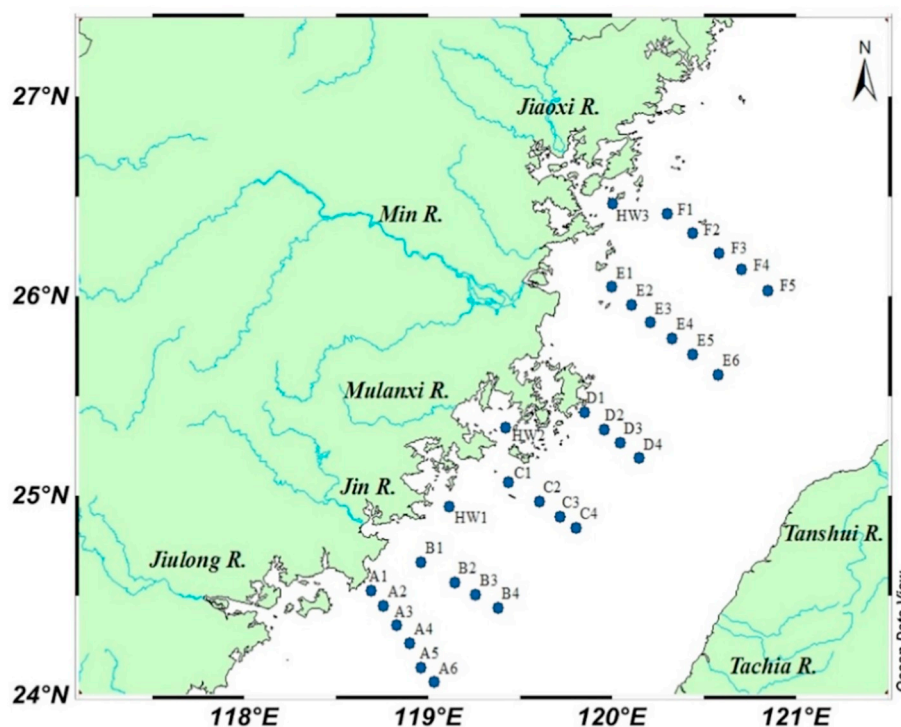 N
27°N
Jiaoxi R.
HW3
F1
F2
Min R.
F3
F4
E1
F5
26°N
E2
E3
E4
E5
E6
Mulanxi R.
D1
D2
HW2
D3
D4
C1
25°N
Jin R.
C2
HW1
C3
C4
Tanshui R.
Jiulong R.
B1
B2
A1
B3
A2
B4
A3
A4
A5
A6
Tachia R.
24°N
118°E
119°E
120°E
121°E
Ocean Data View